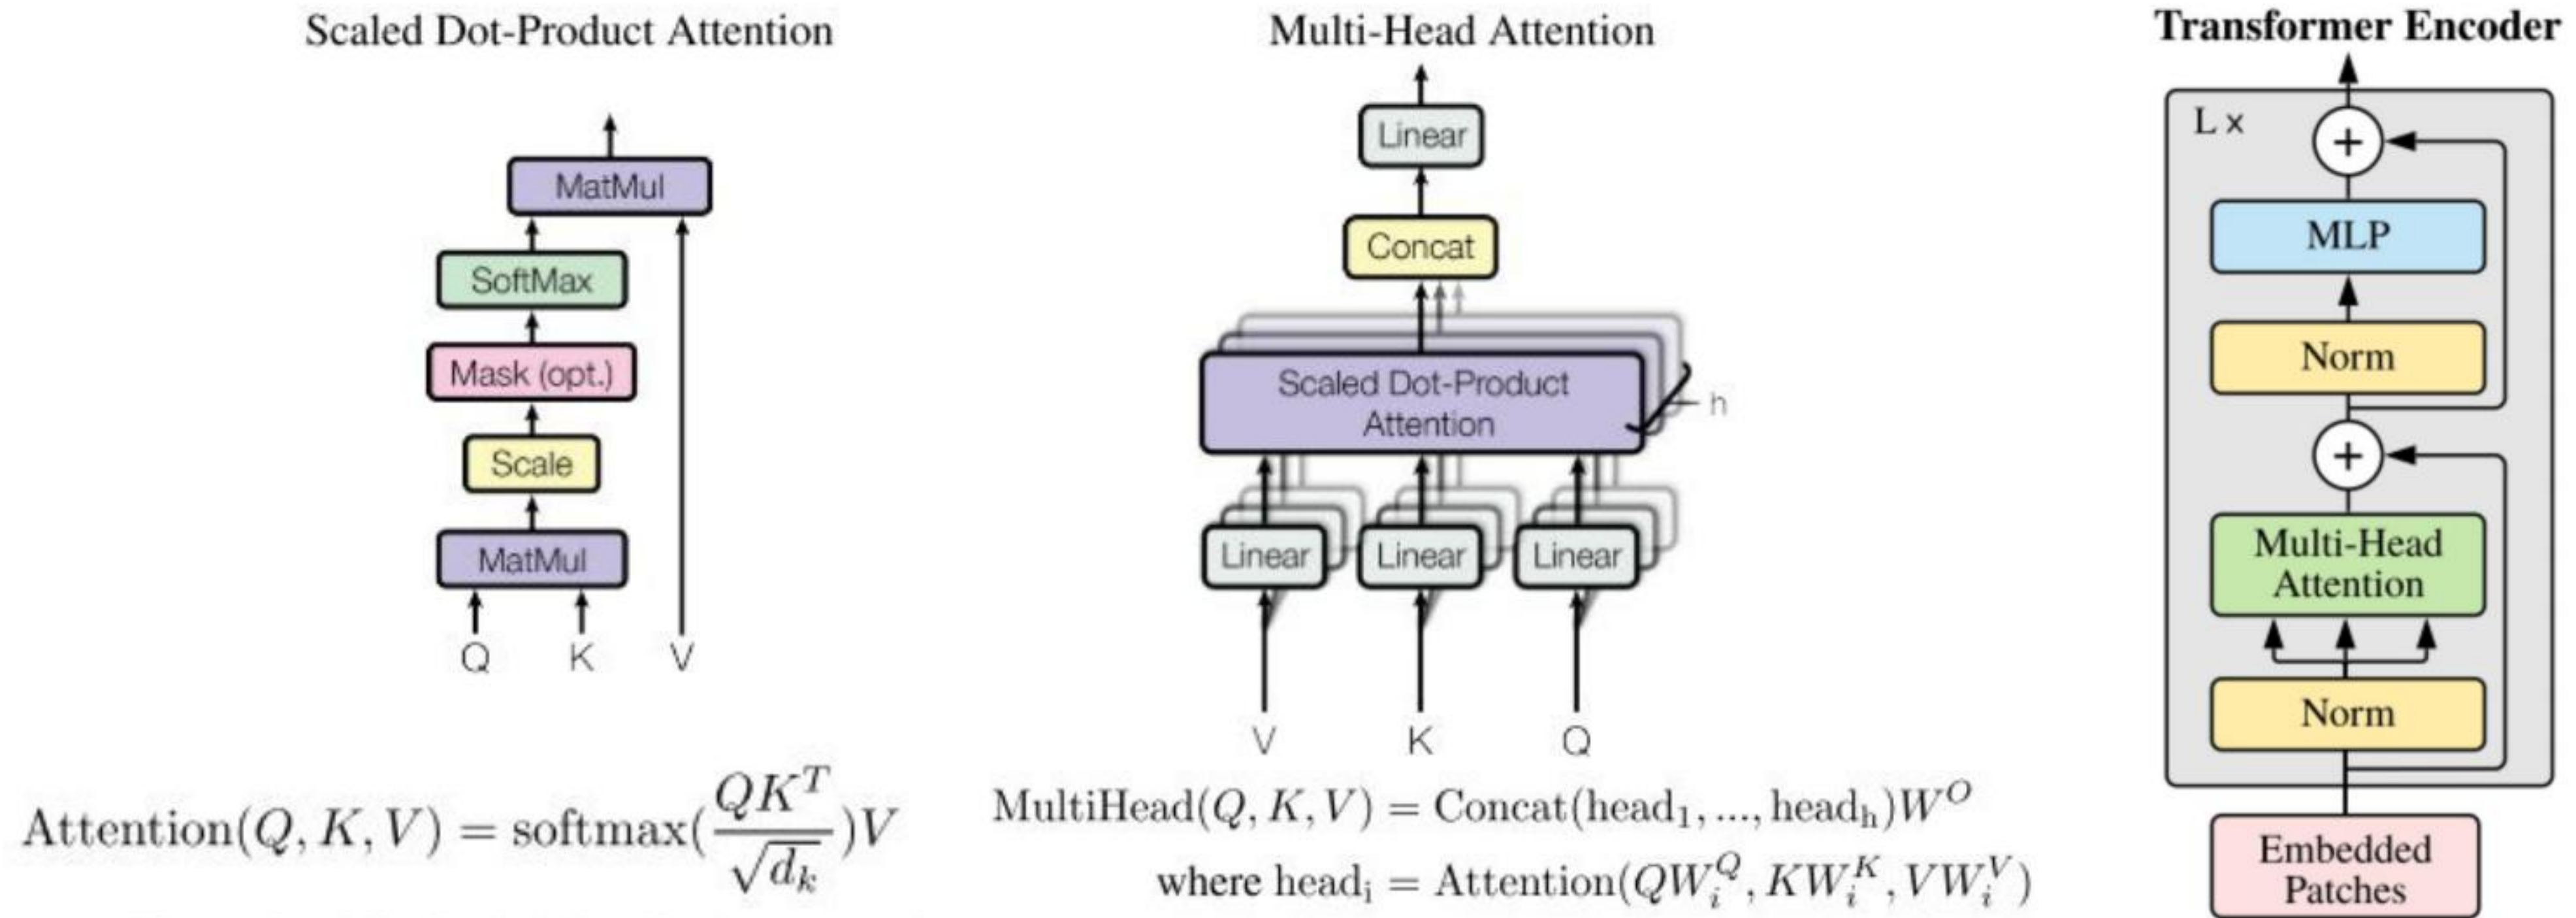 Scaled Dot-Product Attention
MatMul
SoftMax
Mask (opt.)
Scale
MatMul
Q K V
Attention(Q, K, V) = softmax(\frac{QK^T}{\sqrt{d_k}})V
Multi-Head Attention
Linear
Concat
Scaled Dot-Product
Attention
h
Linear Linear Linear
V K Q
MultiHead(Q, K, V) = Concat(head_1, ..., head_h)W^O
where head_i = Attention(QW_i^Q, KW_i^K, VW_i^V)
Transformer Encoder
L x
+
MLP
Norm
+
Multi-Head
Attention
Norm
Embedded
Patches